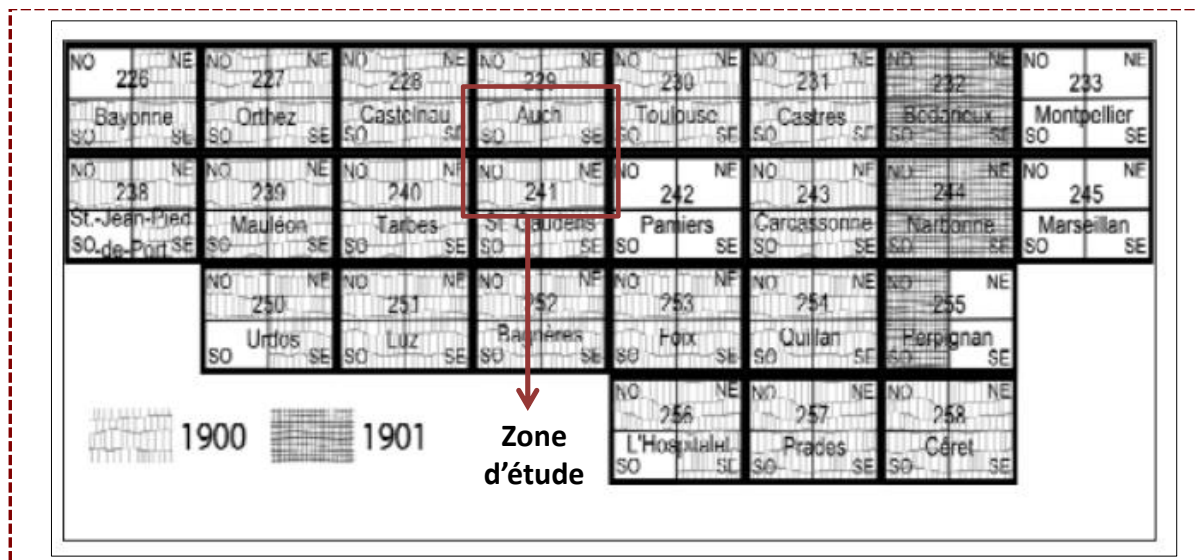 NO NE NO NE NO NE NO NE NO NE NO NE NO NE NO NE
226 227 228 229 230 231 232 233
Bayonne Orthez Castelnau Auch Toulouse Castres Bédarieux Montpellier
SO SE SO SE SO SE SO SE SO SE SO SE SO SE SO SE
NO NE NO NE NO NE NO NE NO NE NO NE NO NE NO NE
238 239 240 241 242 243 244 245
St.-Jean-Pied Mauléon Tarbes St. Gaudens Pamiers Carcassonne Narbonne Marseillan
SO -de-Port SE SO SE SO SE SO SE SO SE SO SE SO SE SO SE
NO NE NO NE NO NE NO NE NO NE NO NE
250 251 252 253 254 255
Urdos Luz Bagnères Foix Quillan Perpignan
SO SE SO SE SO SE SO SE SO SE SO SE
NO NE NO NE NO NE
256 257 258
L'Hospitalet Prades Céret
SO SE SO SE SO SE
1900 1901
Zone
d'étude